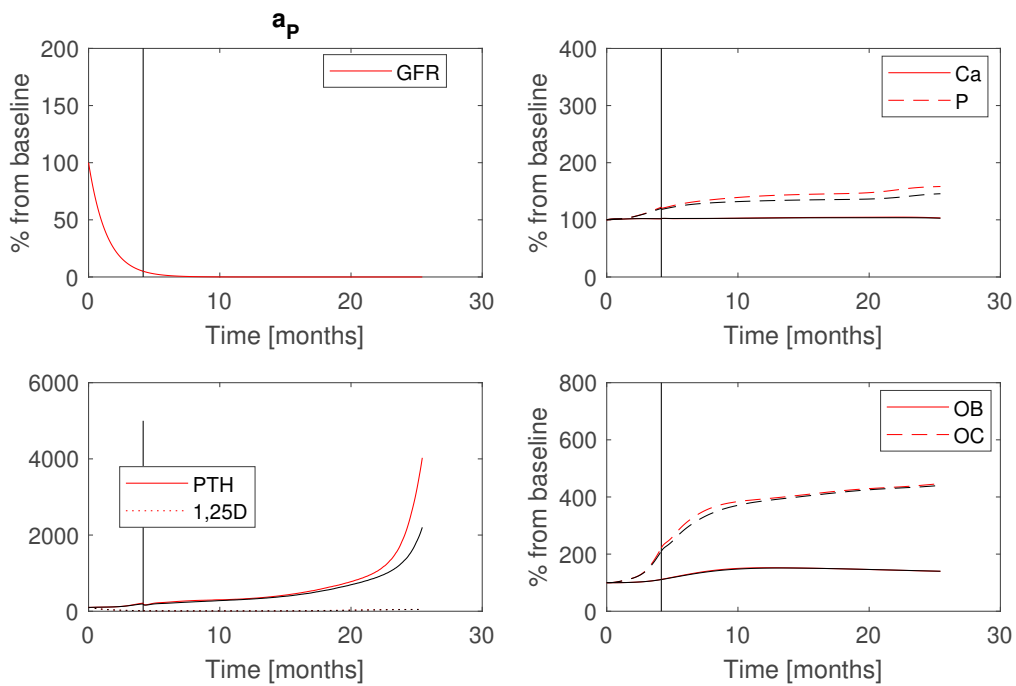 a_P
200
150
100
50
0
% from baseline
GFR
0 10 20 30
Time [months]
400
300
200
100
0
% from baseline
Ca
P
0 10 20 30
Time [months]
6000
4000
2000
0
PTH
1,25D
0 10 20 30
Time [months]
800
600
400
200
0
% from baseline
OB
OC
0 10 20 30
Time [months]